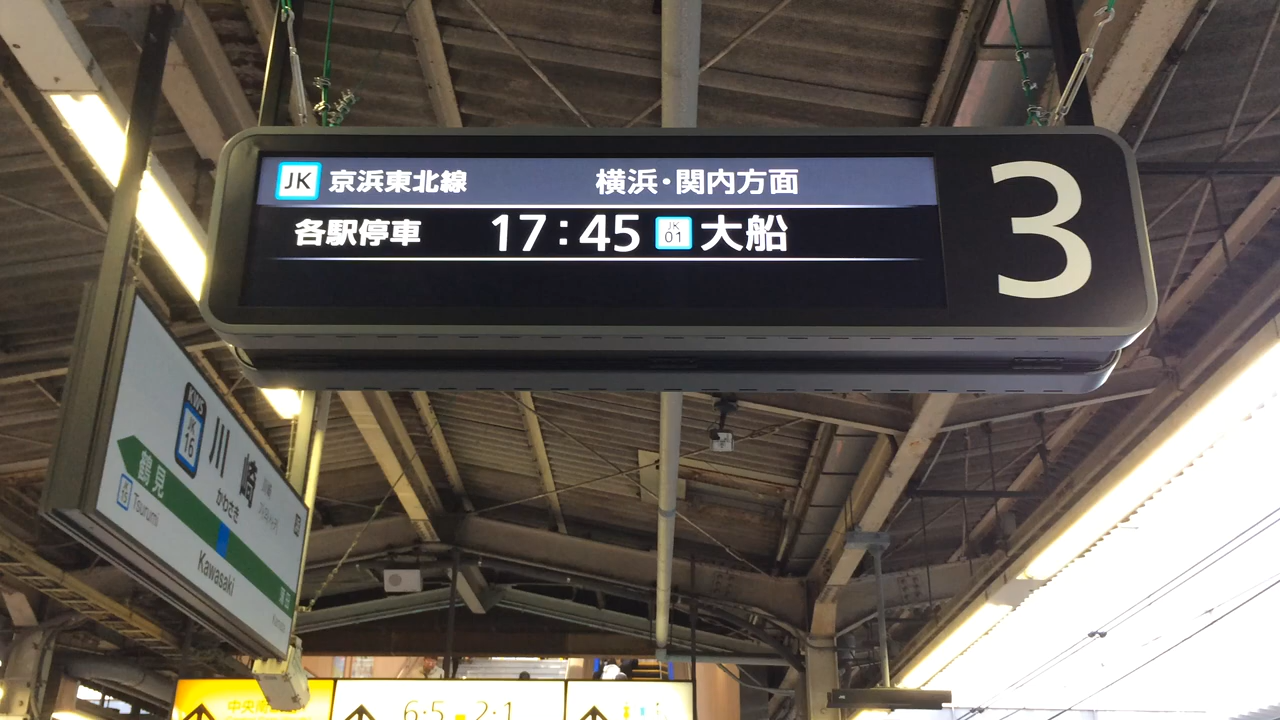 JK 京浜東北線 横浜・関内方面
各駅停車 17:45 JK 01 大船
3
KWS
JK
16
川崎
かわさき
鶴見
Tsurumi
Kawasaki
6・5 2・1